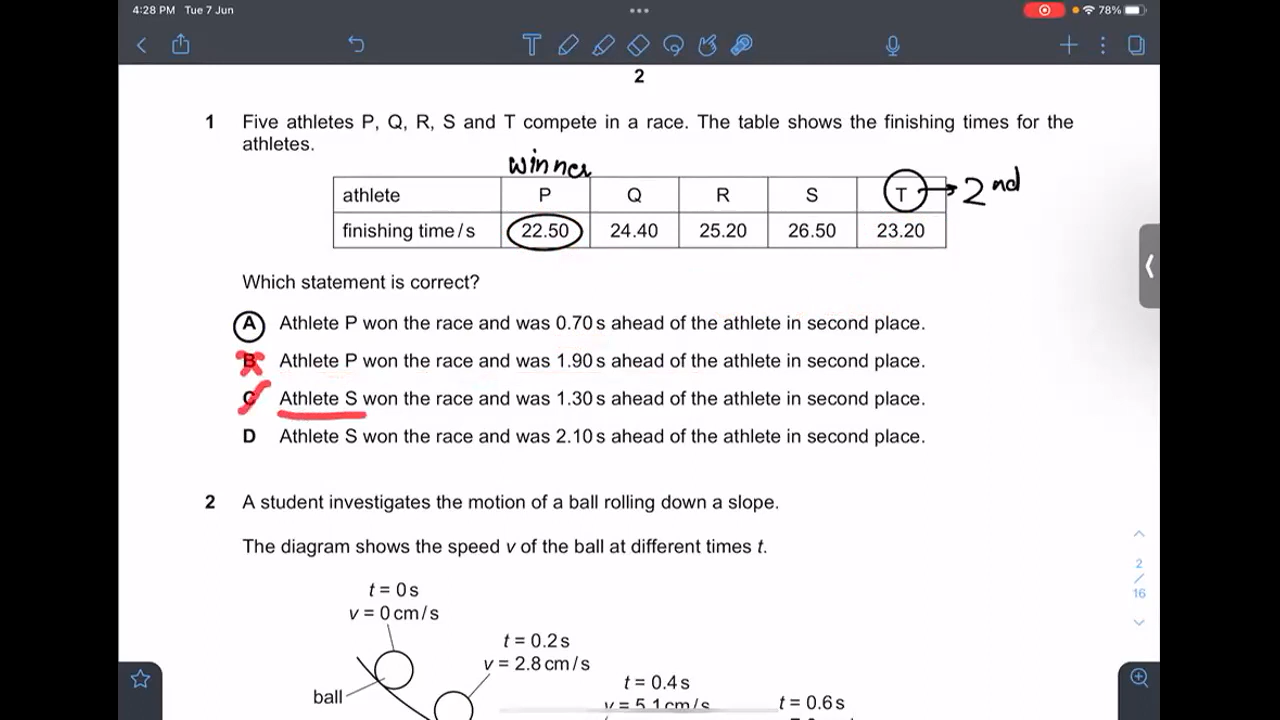 4:28 PM Tue 7 Jun
78%
2
1 Five athletes P, Q, R, S and T compete in a race. The table shows the finishing times for the
athletes.
winner
athlete P Q R S T → 2nd
finishing time / s 22.50 24.40 25.20 26.50 23.20
Which statement is correct?
A Athlete P won the race and was 0.70 s ahead of the athlete in second place.
B Athlete P won the race and was 1.90 s ahead of the athlete in second place.
C Athlete S won the race and was 1.30 s ahead of the athlete in second place.
D Athlete S won the race and was 2.10 s ahead of the athlete in second place.
2 A student investigates the motion of a ball rolling down a slope.
The diagram shows the speed v of the ball at different times t.
t = 0 s
v = 0 cm / s
t = 0.2 s
v = 2.8 cm / s
t = 0.4 s
v = 5.1 cm / s
t = 0.6 s
ball
2
/
16